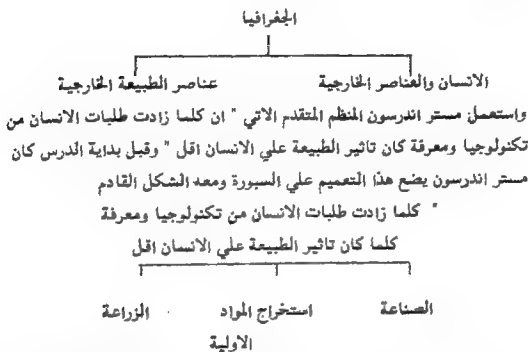 الجغرافيا
الانسان والعناصر الخارجية عناصر الطبيعة الخارجية
واستعمل مستر اندرسون المنظم المتقدم الاتي " ان كلما زادت طلبات الانسان من
تكنولوجيا ومعرفة كان تاثير الطبيعة علي الانسان اقل " وقبل بداية الدرس كان
مستر اندرسون يضع هذا التعميم علي السبورة ومعه الشكل القادم
" كلما زادت طلبات الانسان من تكنولوجيا ومعرفة
كلما كان تاثير الطبيعة علي الانسان اقل
الصناعة استخراج المواد الزراعة
الاولية